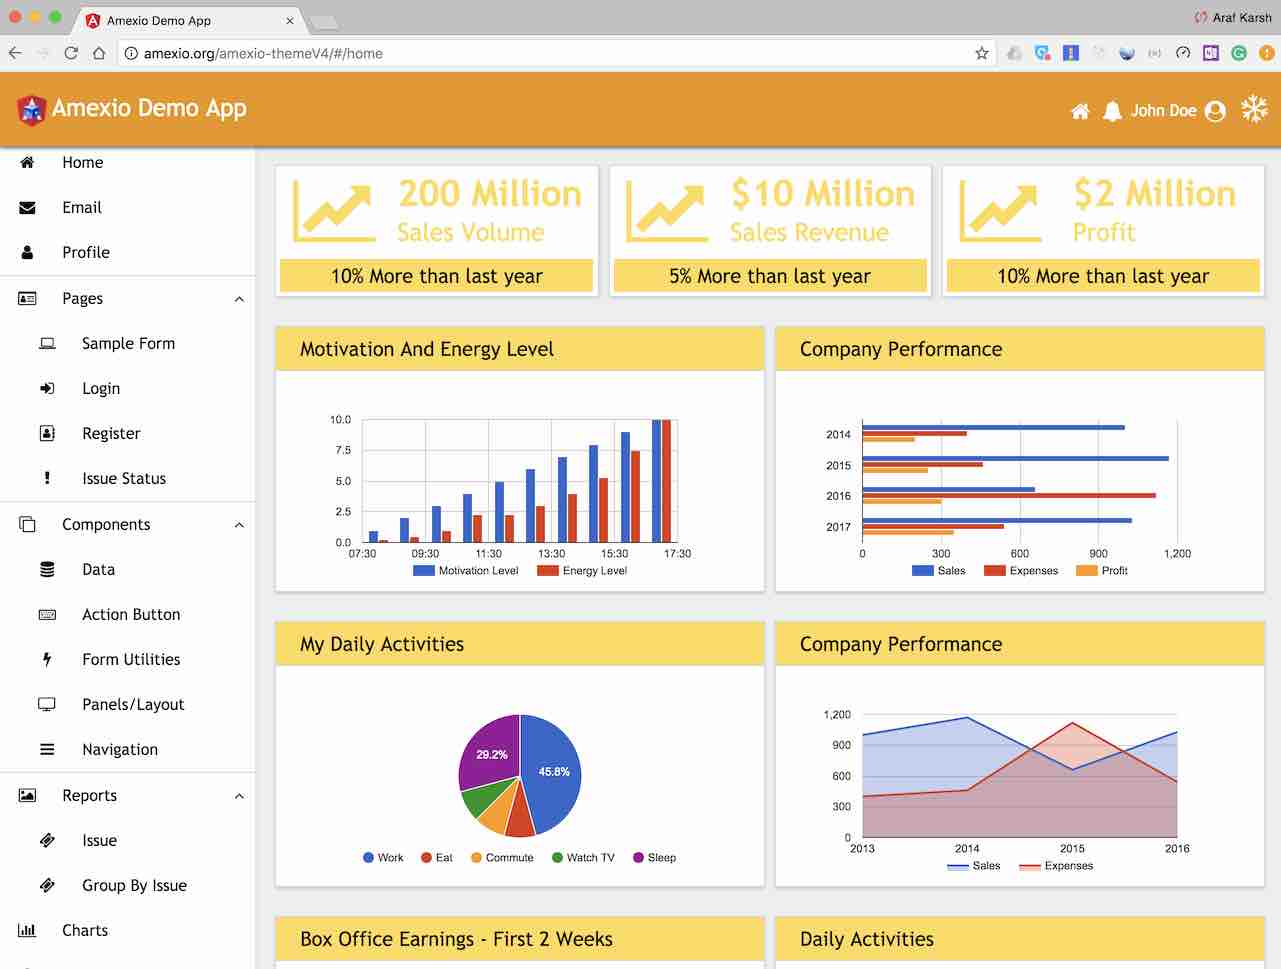 Amexio Demo App
Araf Karsh
amexio.org/amexio-themeV4/#/home
Amexio Demo App
John Doe
Home
Email
Profile
Pages
Sample Form
Login
Register
Issue Status
Components
Data
Action Button
Form Utilities
Panels/Layout
Navigation
Reports
Issue
Group By Issue
Charts
200 Million
Sales Volume
10% More than last year
$10 Million
Sales Revenue
5% More than last year
$2 Million
Profit
10% More than last year
Motivation And Energy Level
10.0
7.5
5.0
2.5
0.0
07:30 09:30 11:30 13:30 15:30 17:30
Motivation Level Energy Level
Company Performance
2014
2015
2016
2017
0 300 600 900 1,200
Sales Expenses Profit
My Daily Activities
29.2%
45.8%
Work Eat Commute Watch TV Sleep
Company Performance
1,200
900
600
300
0
2013 2014 2015 2016
Sales Expenses
Box Office Earnings - First 2 Weeks
Daily Activities